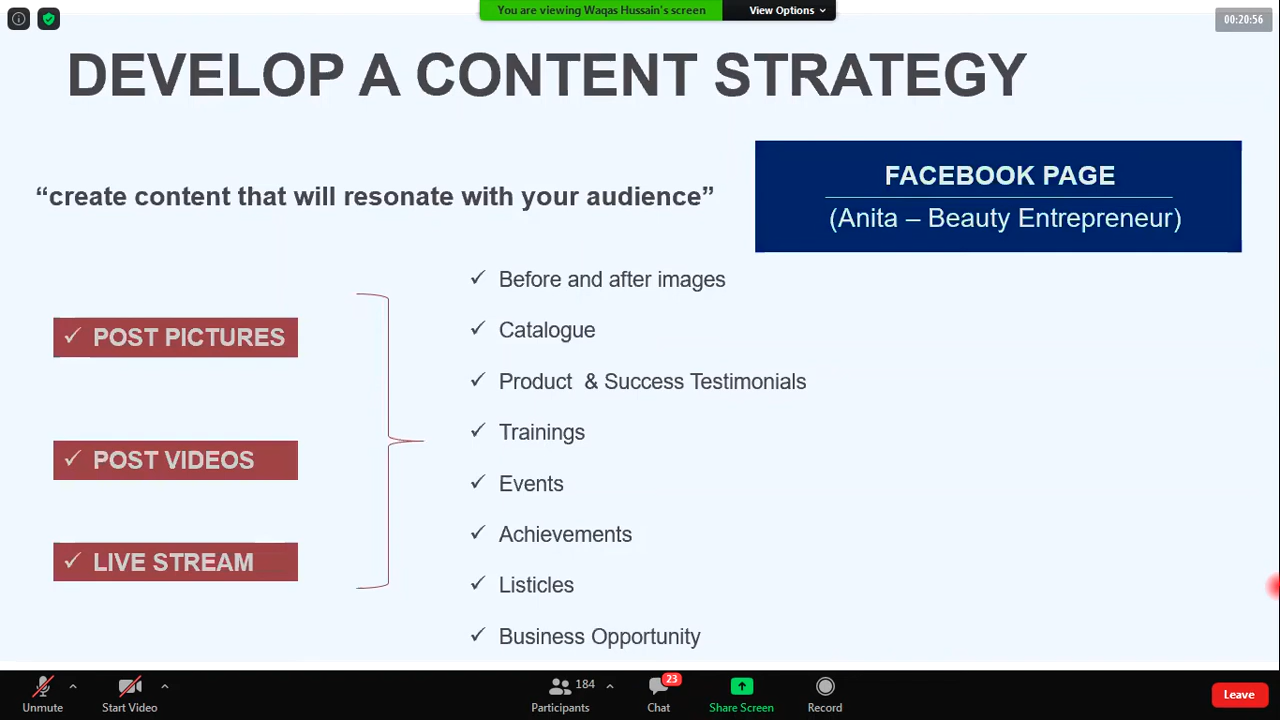 You are viewing Waqas Hussain's screen
View Options
00:20:56
DEVELOP A CONTENT STRATEGY
“create content that will resonate with your audience”
FACEBOOK PAGE
(Anita – Beauty Entrepreneur)
✓ POST PICTURES
✓ POST VIDEOS
✓ LIVE STREAM
✓ Before and after images
✓ Catalogue
✓ Product & Success Testimonials
✓ Trainings
✓ Events
✓ Achievements
✓ Listicles
✓ Business Opportunity
Unmute
Start Video
184
Participants
23
Chat
Share Screen
Record
Leave